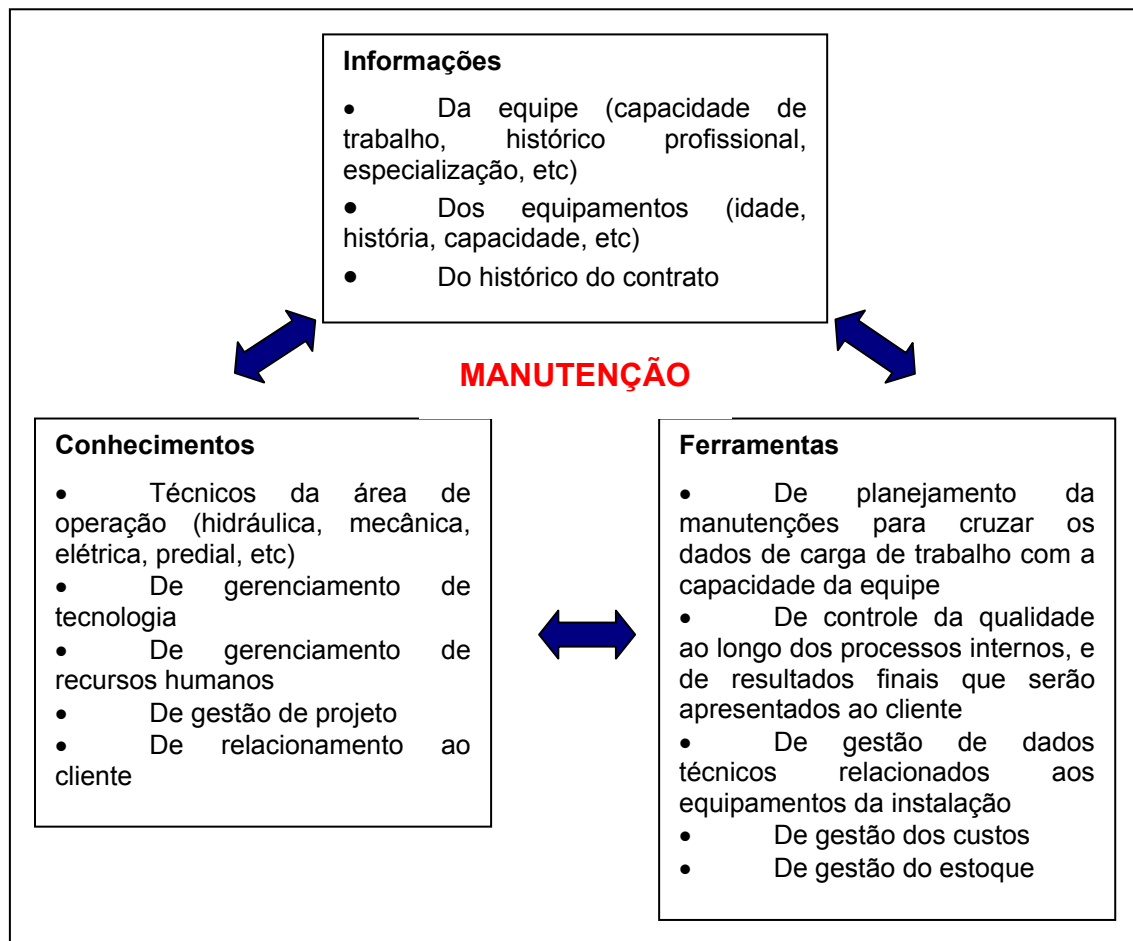 Informações
• Da equipe (capacidade de
trabalho, histórico profissional,
especialização, etc)
• Dos equipamentos (idade,
história, capacidade, etc)
• Do histórico do contrato
MANUTENÇÃO
Conhecimentos
• Técnicos da área de
operação (hidráulica, mecânica,
elétrica, predial, etc)
• De gerenciamento de
tecnologia
• De gerenciamento de
recursos humanos
• De gestão de projeto
• De relacionamento ao
cliente
Ferramentas
• De planejamento da
manutenções para cruzar os
dados de carga de trabalho com a
capacidade da equipe
• De controle da qualidade
ao longo dos processos internos, e
de resultados finais que serão
apresentados ao cliente
• De gestão de dados
técnicos relacionados aos
equipamentos da instalação
• De gestão dos custos
• De gestão do estoque